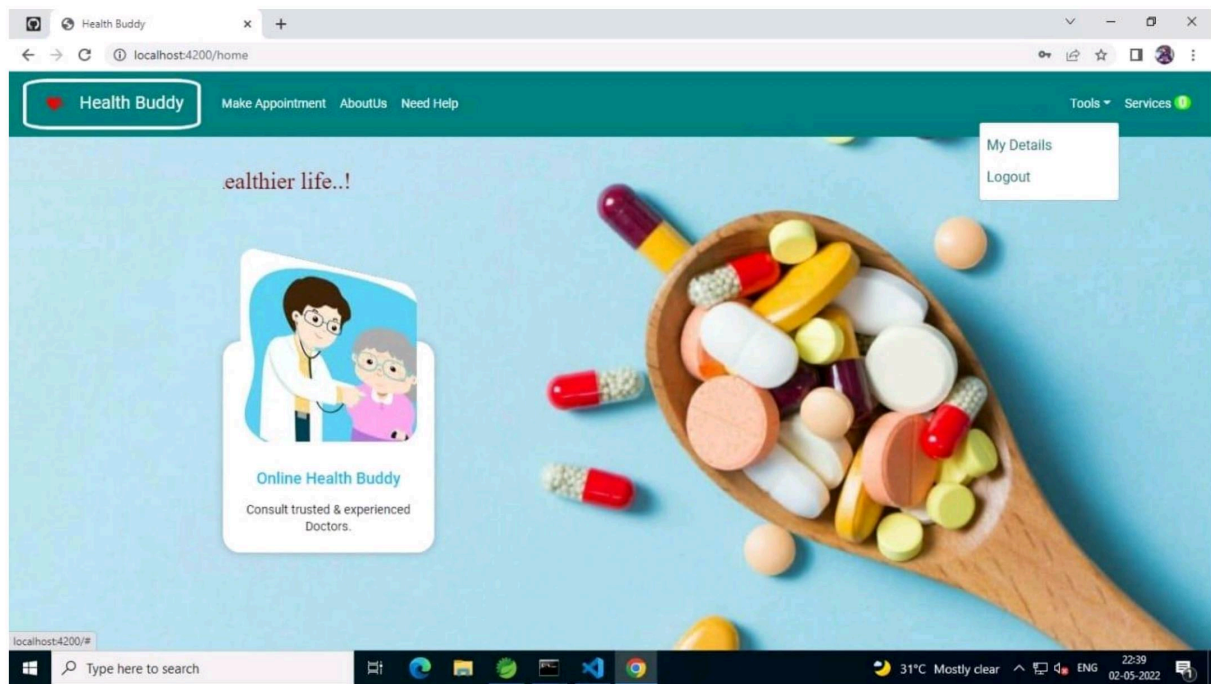 Health Buddy
localhost:4200/home
Health Buddy
Make Appointment AboutUs Need Help
Tools Services 0
My Details
Logout
ealthier life..!
Online Health Buddy
Consult trusted & experienced
Doctors.
localhost:4200/#
Type here to search
31°C Mostly clear ENG
22:39
02-05-2022
1